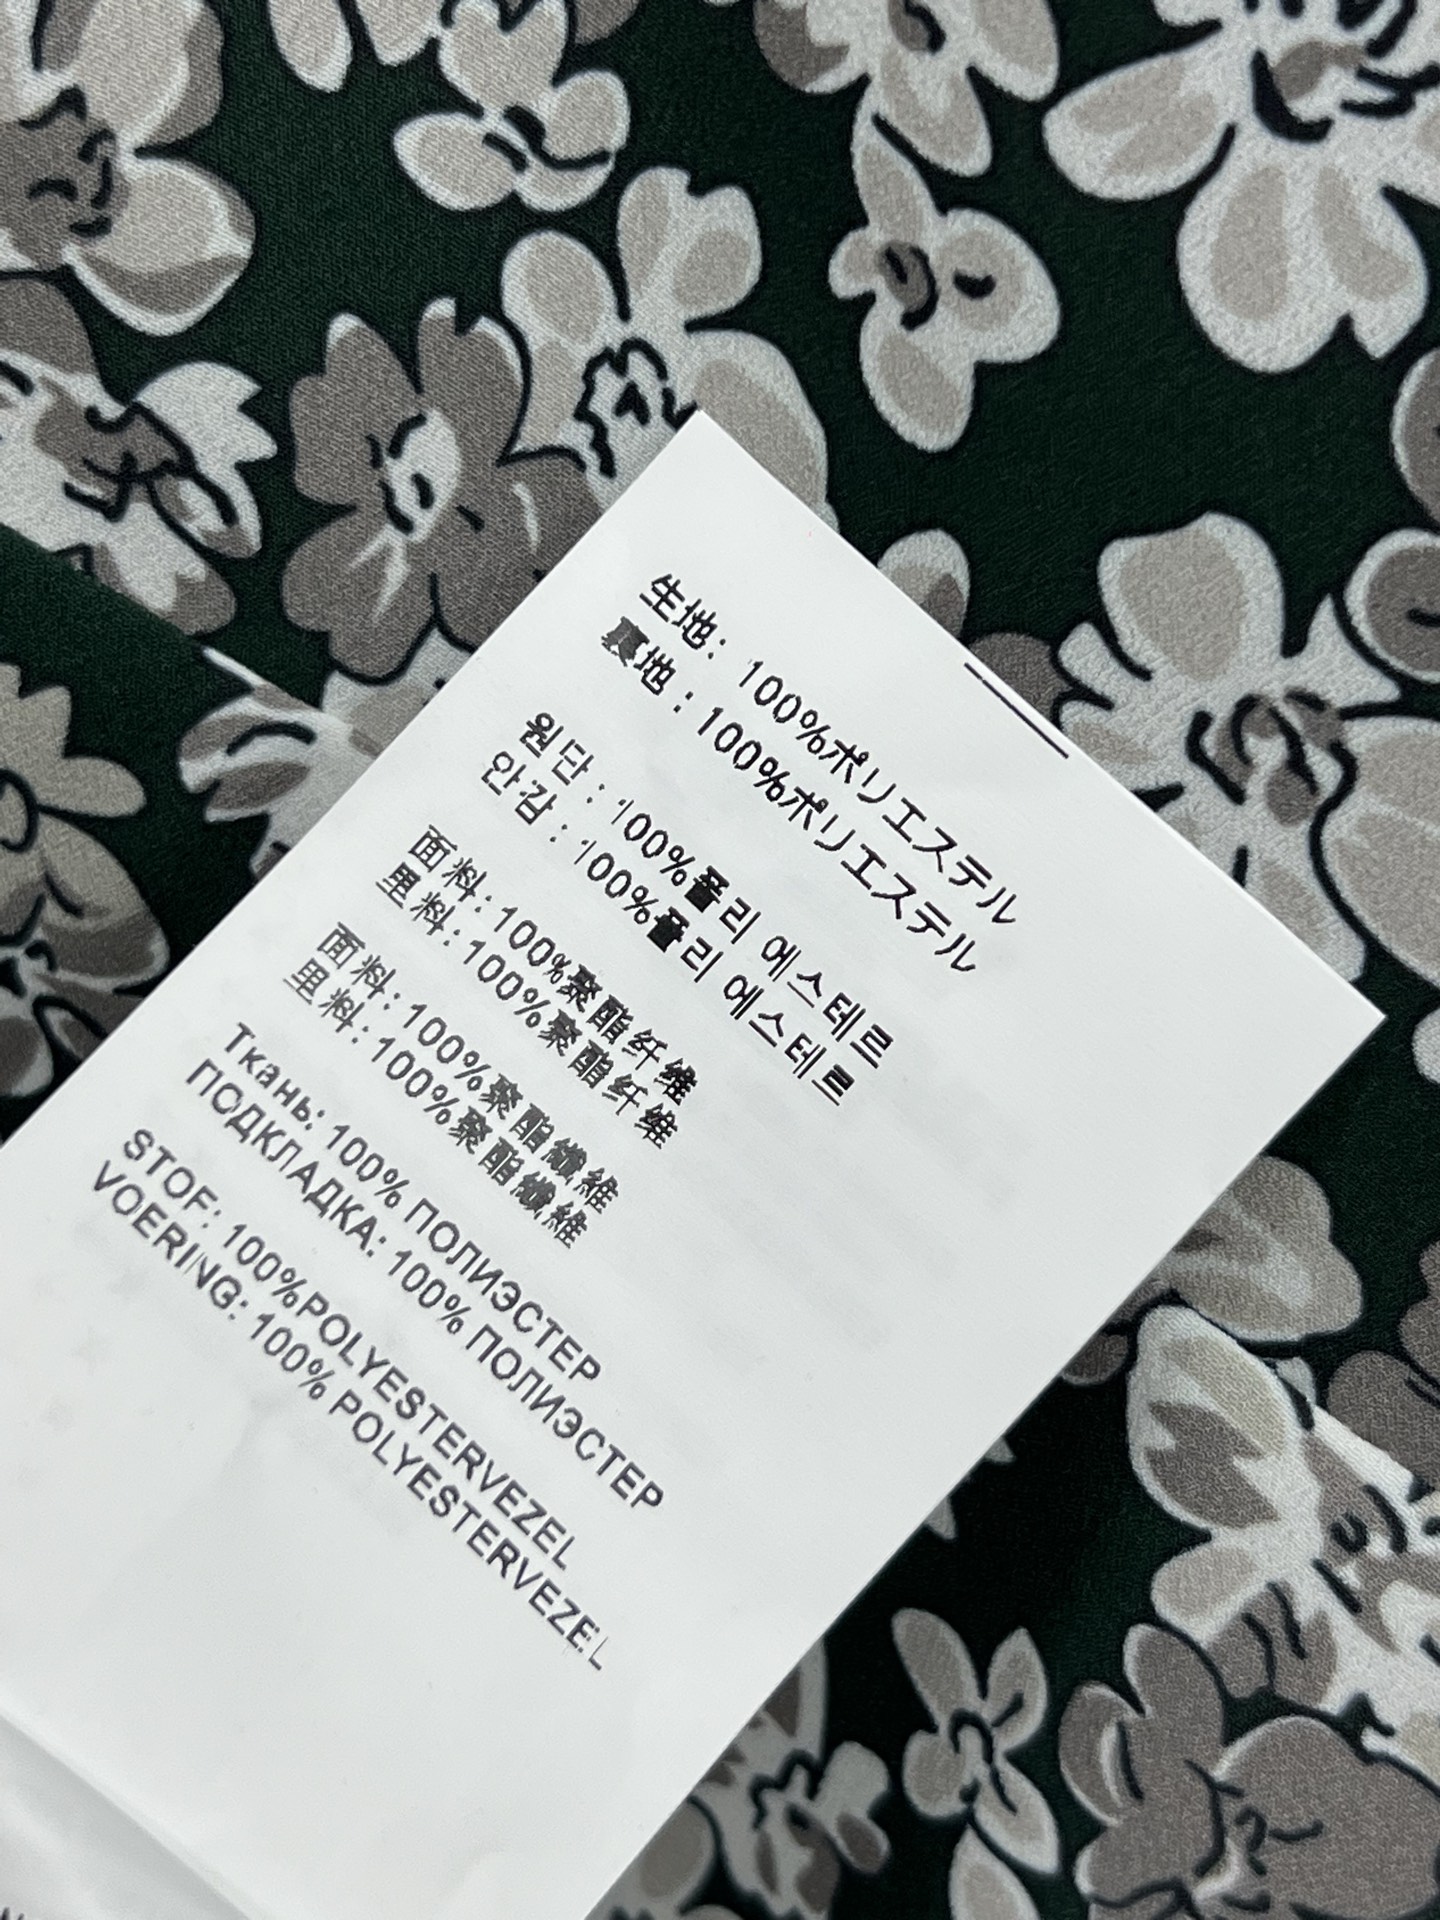 生地: 100%ポリエステル
裏地: 100%ポリエステル
원단: 100%폴리 에스테르
안감: 100%폴리 에스테르
面料: 100%聚酯纤维
里料: 100%聚酯纤维
面料: 100%聚酯纖維
里料: 100%聚酯纖維
Ткань: 100% ПОЛИЭСТЕР
ПОДКЛАДКА: 100% ПОЛИЭСТЕР
STOF: 100%POLYESTERVEZEL
VOERING: 100% POLYESTERVEZEL